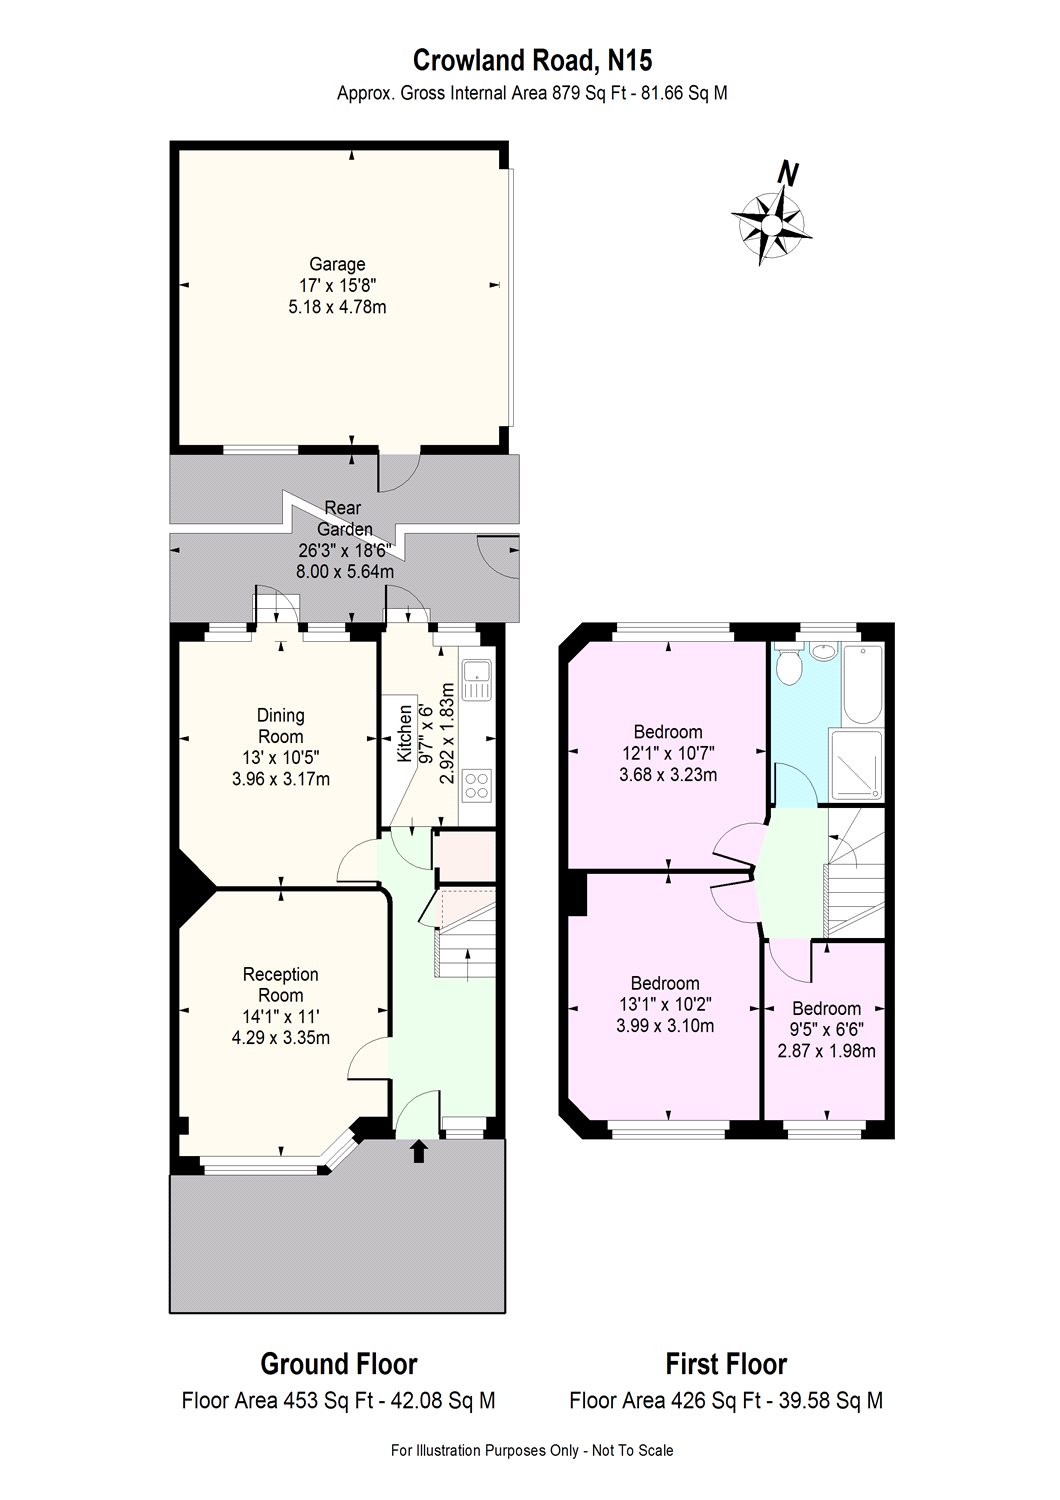 Crowland Road, N15
Approx. Gross Internal Area 879 Sq Ft - 81.66 Sq M
N
Garage
17' x 15'8"
5.18 x 4.78m
Rear
Garden
26'3" x 18'6"
8.00 x 5.64m
Dining
Room
13' x 10'5"
3.96 x 3.17m
Kitchen
9'7" x 6'
2.92 x 1.83m
Reception
Room
14'1" x 11'
4.29 x 3.35m
Bedroom
12'1" x 10'7"
3.68 x 3.23m
Bedroom
13'1" x 10'2"
3.99 x 3.10m
Bedroom
9'5" x 6'6"
2.87 x 1.98m
Ground Floor
Floor Area 453 Sq Ft - 42.08 Sq M
First Floor
Floor Area 426 Sq Ft - 39.58 Sq M
For Illustration Purposes Only - Not To Scale